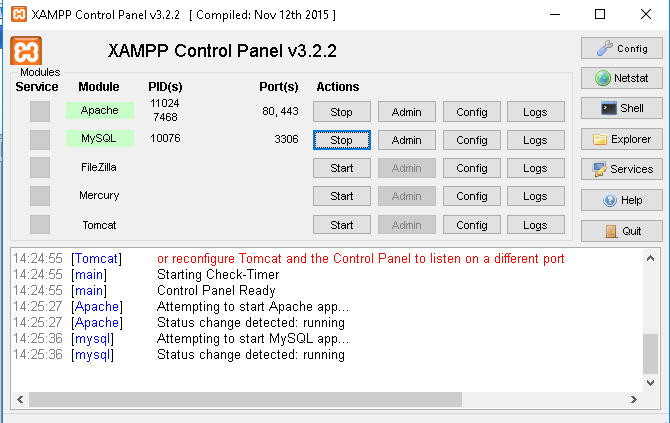 XAMPP Control Panel v3.2.2 [ Compiled: Nov 12th 2015 ]
XAMPP Control Panel v3.2.2
Config
Modules
Service Module PID(s) Port(s) Actions
Netstat
Apache 11024 7468 80, 443 Stop Admin Config Logs
Shell
MySQL 10076 3306 Stop Admin Config Logs
Explorer
FileZilla Start Admin Config Logs
Services
Mercury Start Admin Config Logs
Help
Tomcat Start Admin Config Logs
Quit
14:24:55 [Tomcat] or reconfigure Tomcat and the Control Panel to listen on a different port
14:24:55 [main] Starting Check-Timer
14:24:55 [main] Control Panel Ready
14:25:27 [Apache] Attempting to start Apache app...
14:25:27 [Apache] Status change detected: running
14:25:36 [mysql] Attempting to start MySQL app...
14:25:36 [mysql] Status change detected: running